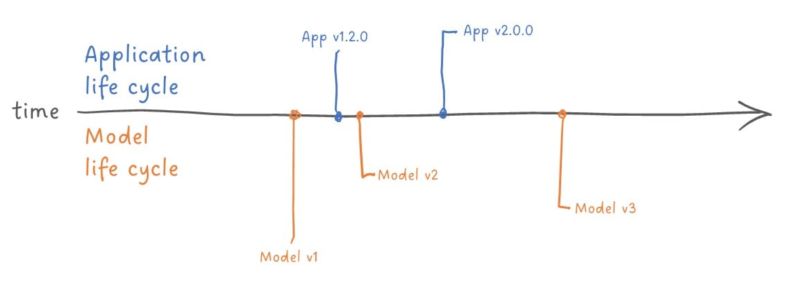 App v1.2.0
App v2.0.0
Application
life cycle
time
Model
life cycle
Model v2
Model v3
Model v1